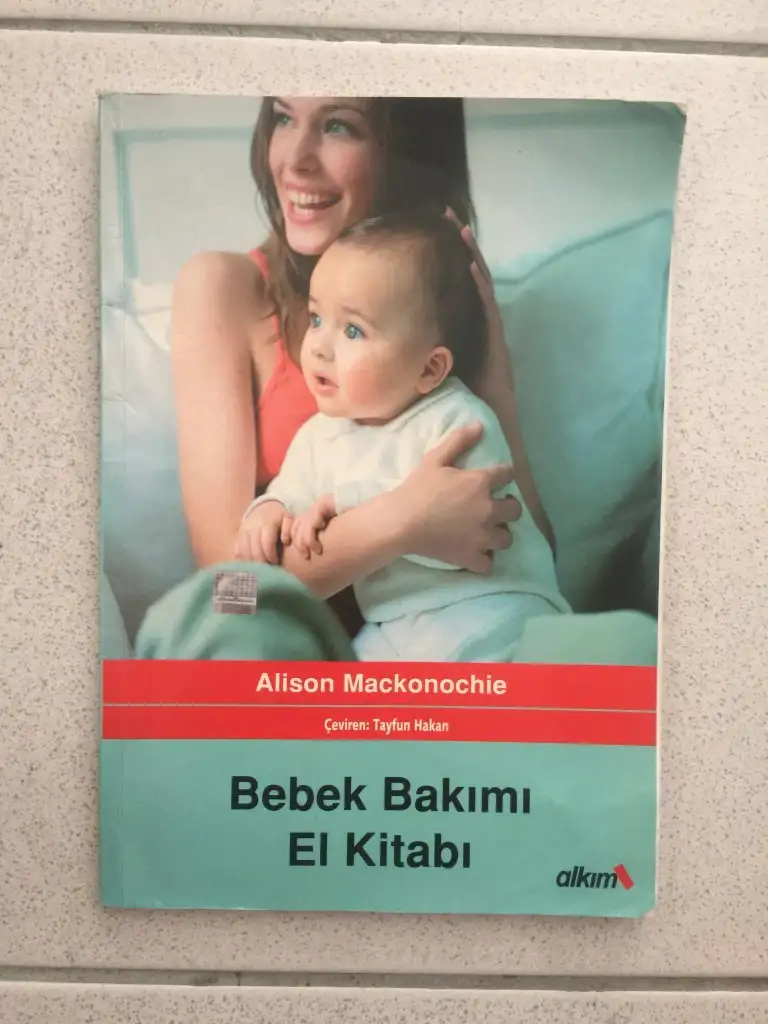 Alison Mackonochie
Çeviren: Tayfun Hakan
Bebek Bakımı
El Kitabı
alkım